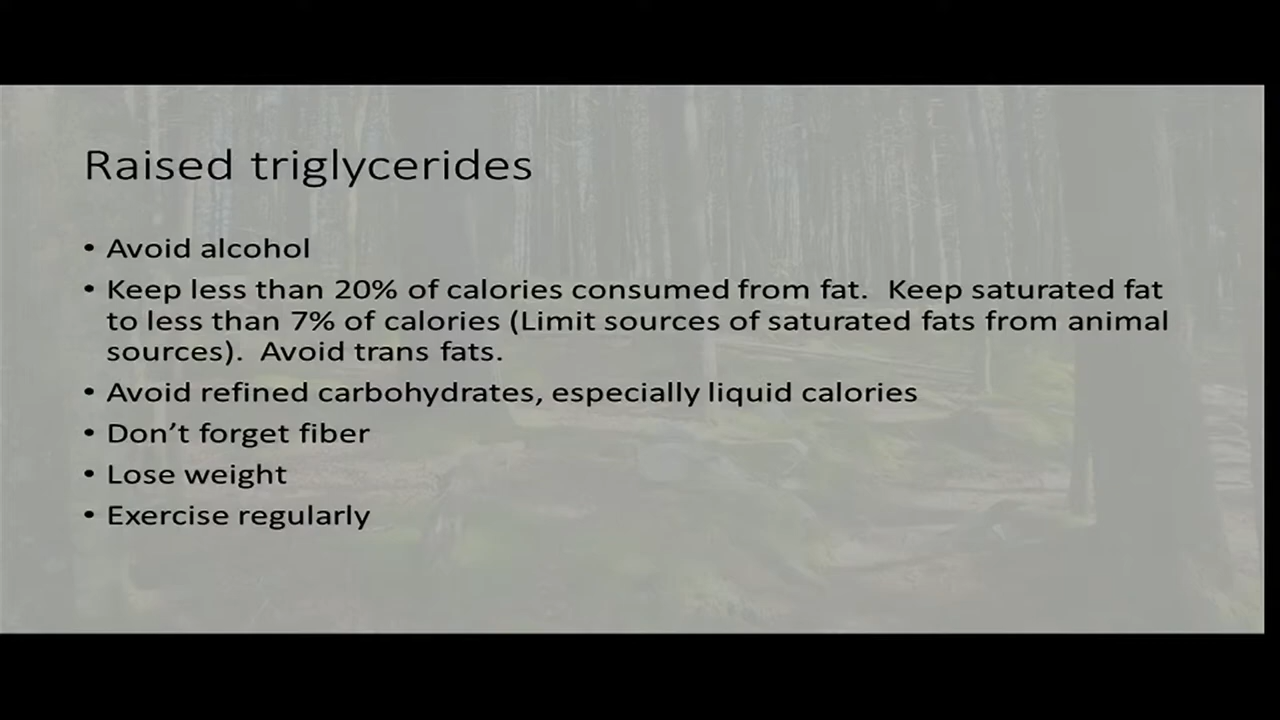 Raised triglycerides
• Avoid alcohol
• Keep less than 20% of calories consumed from fat.  Keep saturated fat
to less than 7% of calories (Limit sources of saturated fats from animal
sources).  Avoid trans fats.
• Avoid refined carbohydrates, especially liquid calories
• Don’t forget fiber
• Lose weight
• Exercise regularly